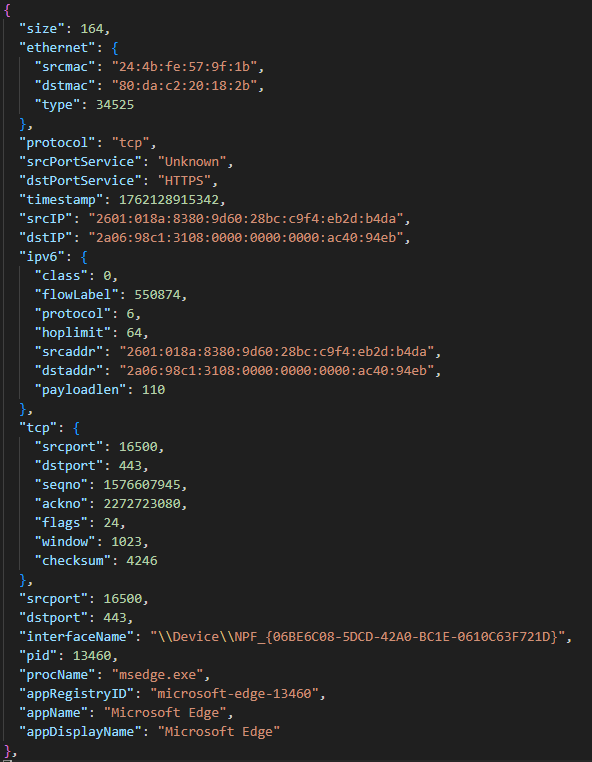 {
"size": 164,
"ethernet": {
"srcmac": "24:4b:fe:57:9f:1b",
"dstmac": "80:da:c2:20:18:2b",
"type": 34525
},
"protocol": "tcp",
"srcPortService": "Unknown",
"dstPortService": "HTTPS",
"timestamp": 1762128915342,
"srcIP": "2601:018a:8380:9d60:28bc:c9f4:eb2d:b4da",
"dstIP": "2a06:98c1:3108:0000:0000:0000:ac40:94eb",
"ipv6": {
"class": 0,
"flowLabel": 550874,
"protocol": 6,
"hoplimit": 64,
"srcaddr": "2601:018a:8380:9d60:28bc:c9f4:eb2d:b4da",
"dstaddr": "2a06:98c1:3108:0000:0000:0000:ac40:94eb",
"payloadlen": 110
},
"tcp": {
"srcport": 16500,
"dstport": 443,
"seqno": 1576607945,
"ackno": 2272723080,
"flags": 24,
"window": 1023,
"checksum": 4246
},
"srcport": 16500,
"dstport": 443,
"interfaceName": "\\Device\\NPF_{06BE6C08-5DCD-42A0-BC1E-0610C63F721D}",
"pid": 13460,
"procName": "msedge.exe",
"appRegistryID": "microsoft-edge-13460",
"appName": "Microsoft Edge",
"appDisplayName": "Microsoft Edge"
},